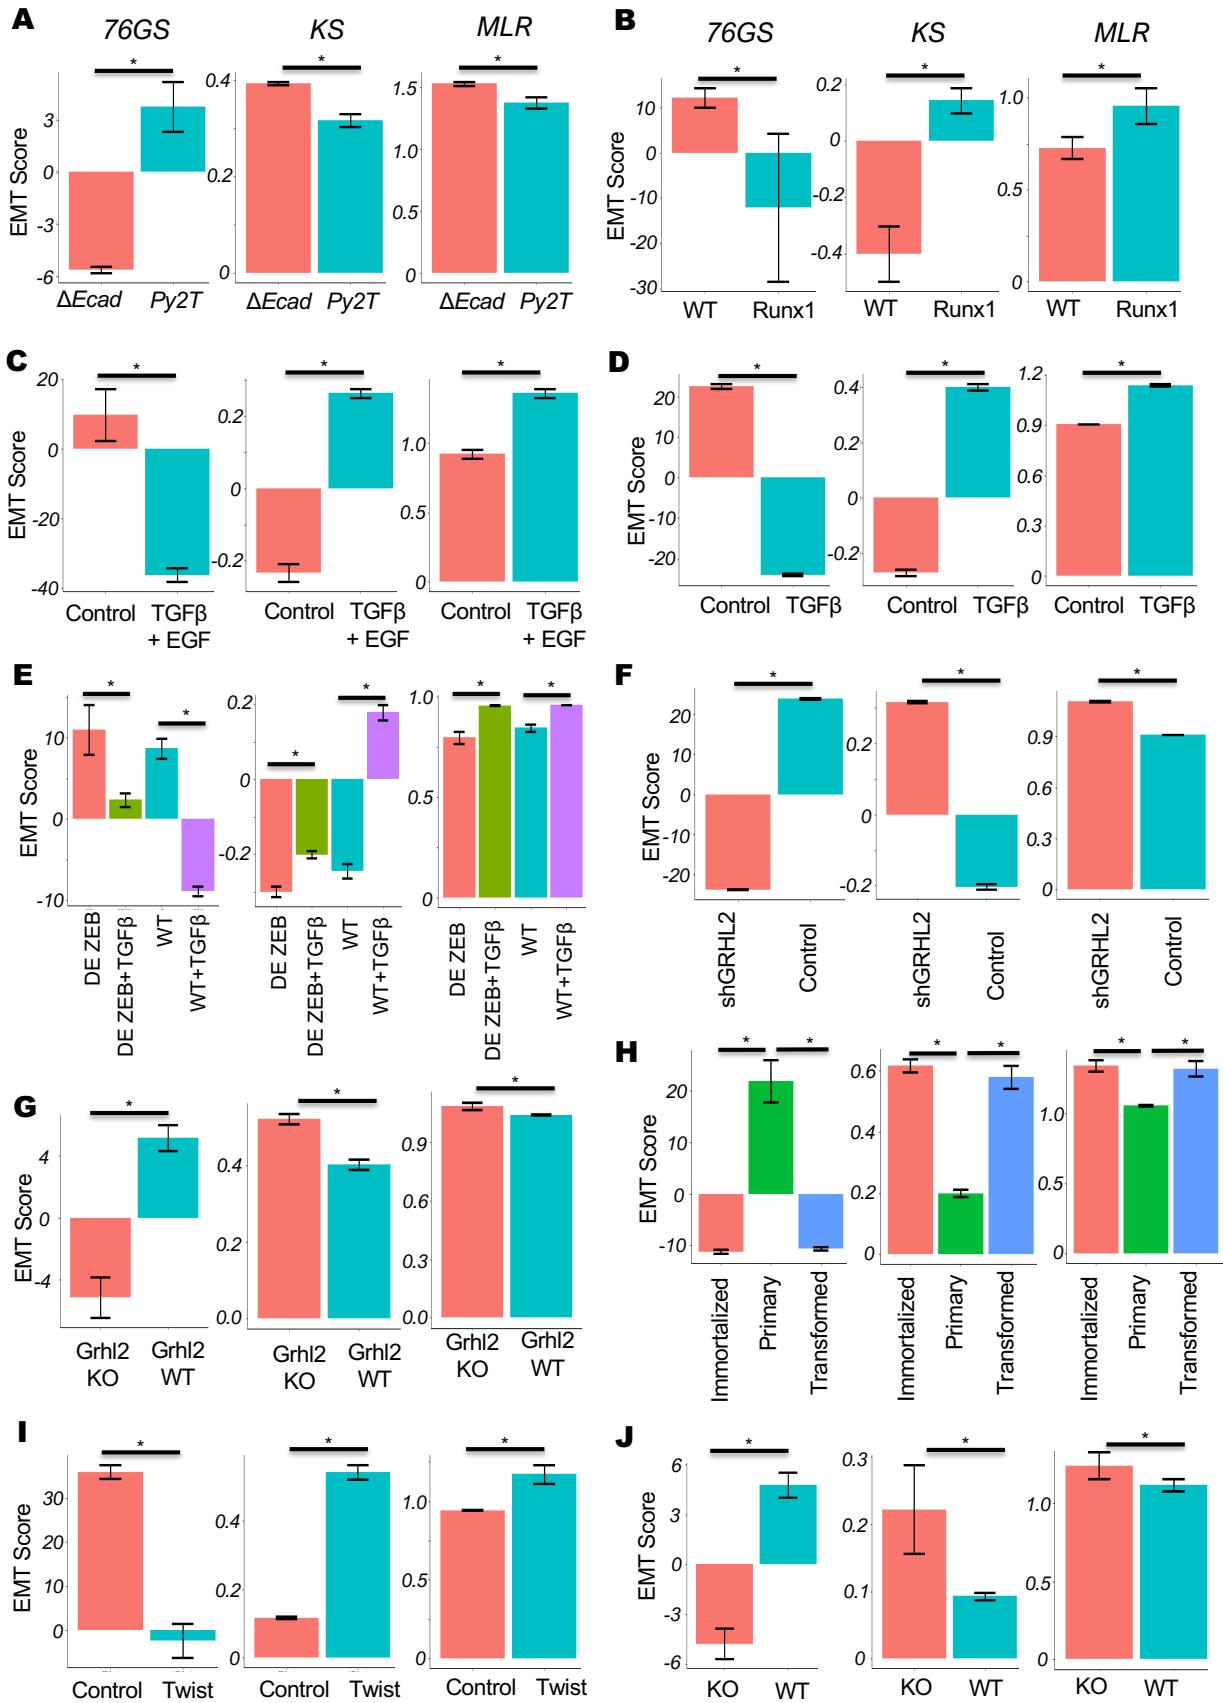 A
76GS
KS
MLR
*
*
*
EMT Score
3
0
-3
-6
0.4
0.2
0
1.5
1.0
0.5
0
ΔEcad
Py2T
ΔEcad
Py2T
ΔEcad
Py2T
B
76GS
KS
MLR
*
*
*
EMT Score
10
0
-10
-20
-30
0.2
0
-0.2
-0.4
1.0
0.5
0
WT
Runx1
WT
Runx1
WT
Runx1
C
*
*
*
EMT Score
20
0
-20
-40
0.2
0
-0.2
1.0
0.5
0
Control
TGFβ
+ EGF
Control
TGFβ
+ EGF
Control
TGFβ
+ EGF
D
*
*
*
EMT Score
20
0
-10
-20
0.4
0.2
0
-0.2
1.2
0.9
0.6
0.3
0
Control
TGFβ
Control
TGFβ
Control
TGFβ
E
*
*
*
*
*
*
EMT Score
10
0
-10
0.2
0
-0.2
1.0
0.5
0
DE ZEB
DE ZEB+TGFβ
WT
WT+TGFβ
DE ZEB
DE ZEB+TGFβ
WT
WT+TGFβ
DE ZEB
DE ZEB+TGFβ
WT
WT+TGFβ
F
*
*
*
EMT Score
20
0
-10
-20
0.2
0
-0.2
0.9
0.6
0.3
0
shGRHL2
Control
shGRHL2
Control
shGRHL2
Control
G
*
*
*
EMT Score
4
0
-4
0.4
0.2
0.0
0.9
0.6
0.3
0.0
Grhl2
KO
Grhl2
WT
Grhl2
KO
Grhl2
WT
Grhl2
KO
Grhl2
WT
H
*
*
*
*
*
*
EMT Score
20
10
0
-10
0.6
0.4
0.2
0
1.0
0.5
0
Immortalized
Primary
Transformed
Immortalized
Primary
Transformed
Immortalized
Primary
Transformed
I
*
*
*
EMT Score
30
20
10
0
0.4
0.2
0
1.0
0.5
0
Control
Twist
Control
Twist
Control
Twist
J
*
*
*
EMT Score
6
3
0
-3
-6
0.3
0.2
0.1
0
1.0
0.5
0
KO
WT
KO
WT
KO
WT